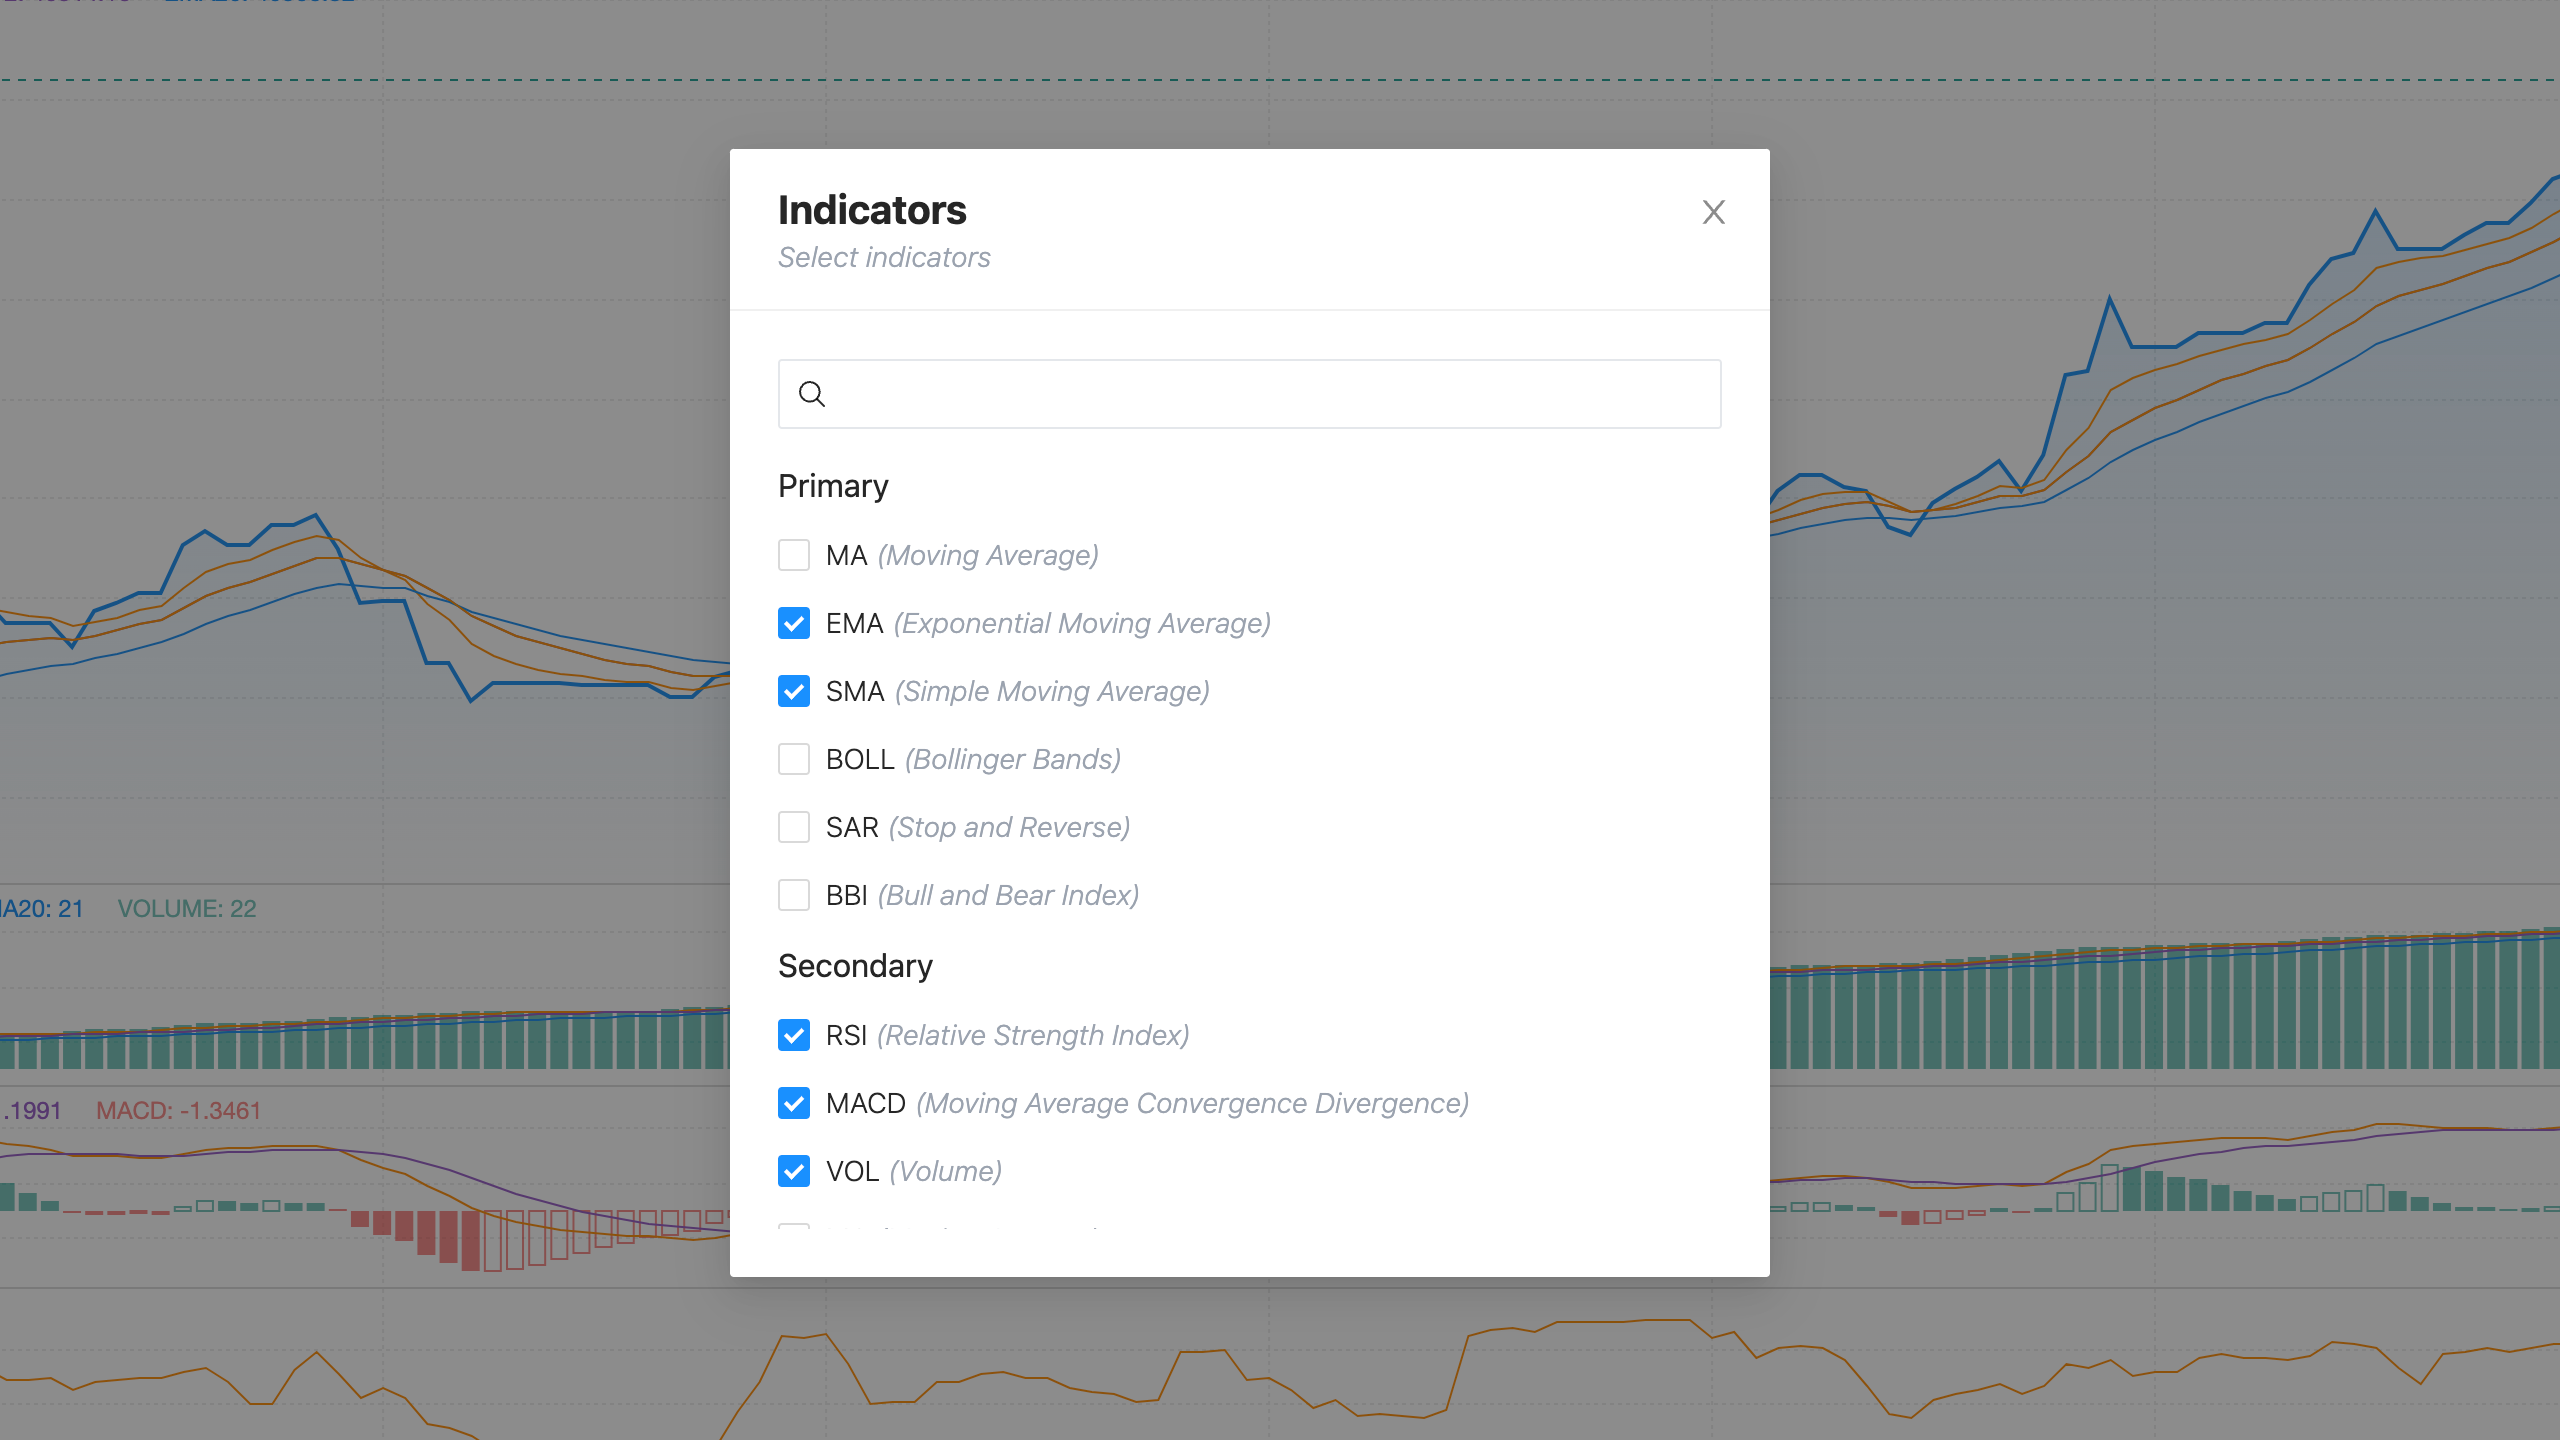 Indicators
Select indicators
Primary
MA (Moving Average)
EMA (Exponential Moving Average)
SMA (Simple Moving Average)
BOLL (Bollinger Bands)
SAR (Stop and Reverse)
BBI (Bull and Bear Index)
Secondary
A20: 21 VOLUME: 22
RSI (Relative Strength Index)
MACD (Moving Average Convergence Divergence)
.1991 MACD: -1.3461
VOL (Volume)